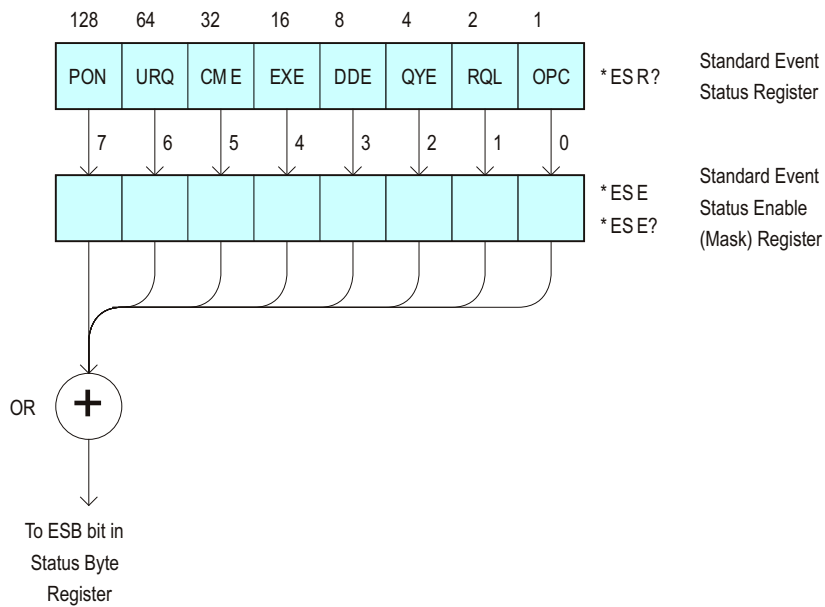 128 64 32 16 8 4 2 1
PON URQ CME EXE DDE QYE RQL OPC
*ESR?
Standard Event
Status Register
7 6 5 4 3 2 1 0
*ESE
*ESE?
Standard Event
Status Enable
(Mask) Register
OR
+
To ESB bit in
Status Byte
Register